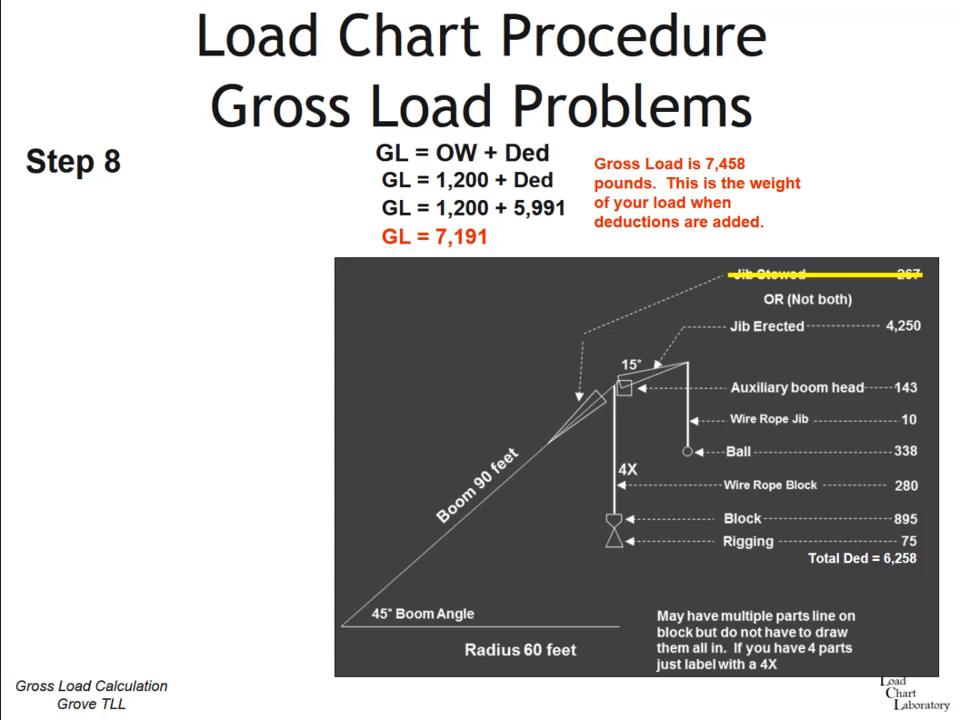 Load Chart Procedure
Gross Load Problems
Step 8
GL = OW + Ded
GL = 1,200 + Ded
GL = 1,200 + 5,991
GL = 7,191
Gross Load is 7,458
pounds. This is the weight
of your load when
deductions are added.
Jib Stowed 267
OR (Not both)
Jib Erected 4,250
15°
Auxiliary boom head 143
Wire Rope Jib 10
Ball 338
4X
Wire Rope Block 280
Boom 90 feet
Block 895
Rigging 75
Total Ded = 6,258
45° Boom Angle
Radius 60 feet
May have multiple parts line on
block but do not have to draw
them all in. If you have 4 parts
just label with a 4X
Gross Load Calculation
Grove TLL
Load
Chart
Laboratory